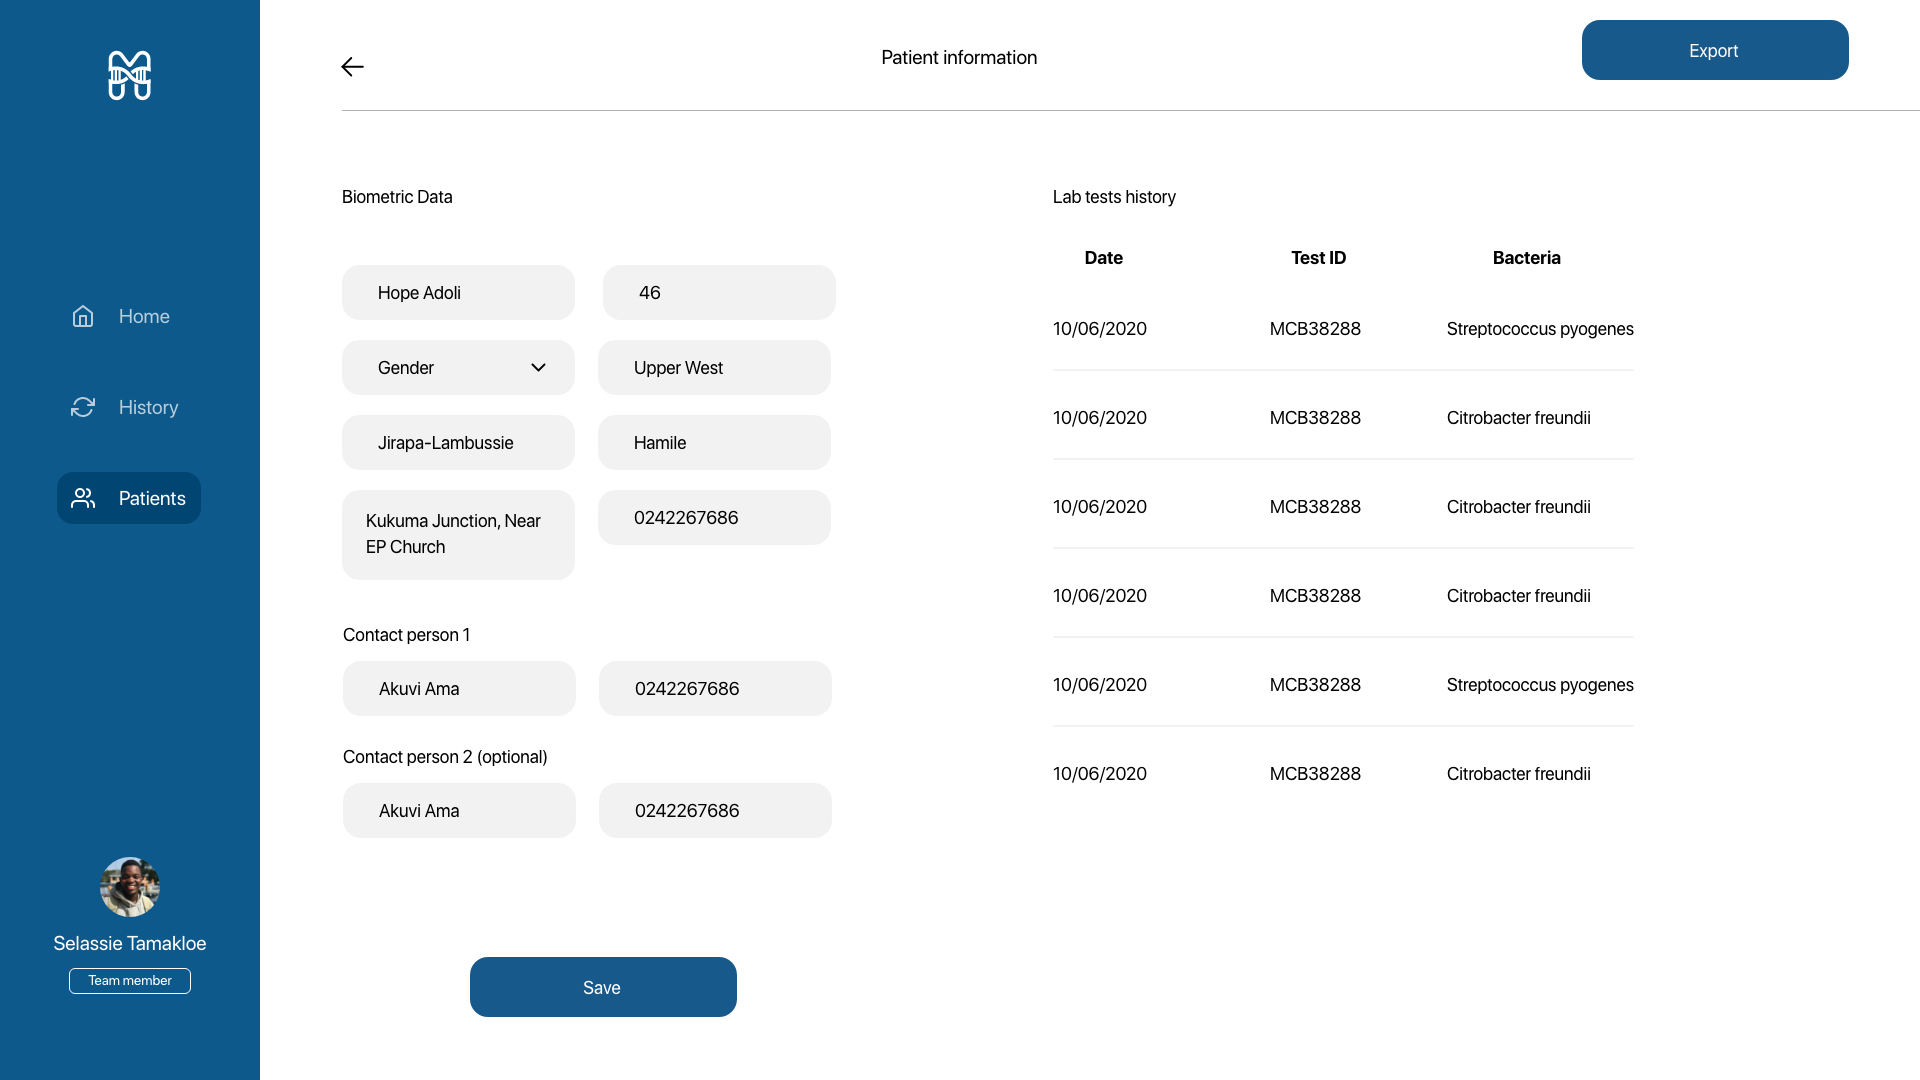 Home
History
Patients
Selassie Tamakloe
Team member
Patient information
Export
Biometric Data
Hope Adoli
46
Gender
Upper West
Jirapa-Lambussie
Hamile
Kukuma Junction, Near
EP Church
0242267686
Contact person 1
Akuvi Ama
0242267686
Contact person 2 (optional)
Akuvi Ama
0242267686
Save
Lab tests history
Date Test ID Bacteria
10/06/2020 MCB38288 Streptococcus pyogenes
10/06/2020 MCB38288 Citrobacter freundii
10/06/2020 MCB38288 Citrobacter freundii
10/06/2020 MCB38288 Citrobacter freundii
10/06/2020 MCB38288 Streptococcus pyogenes
10/06/2020 MCB38288 Citrobacter freundii